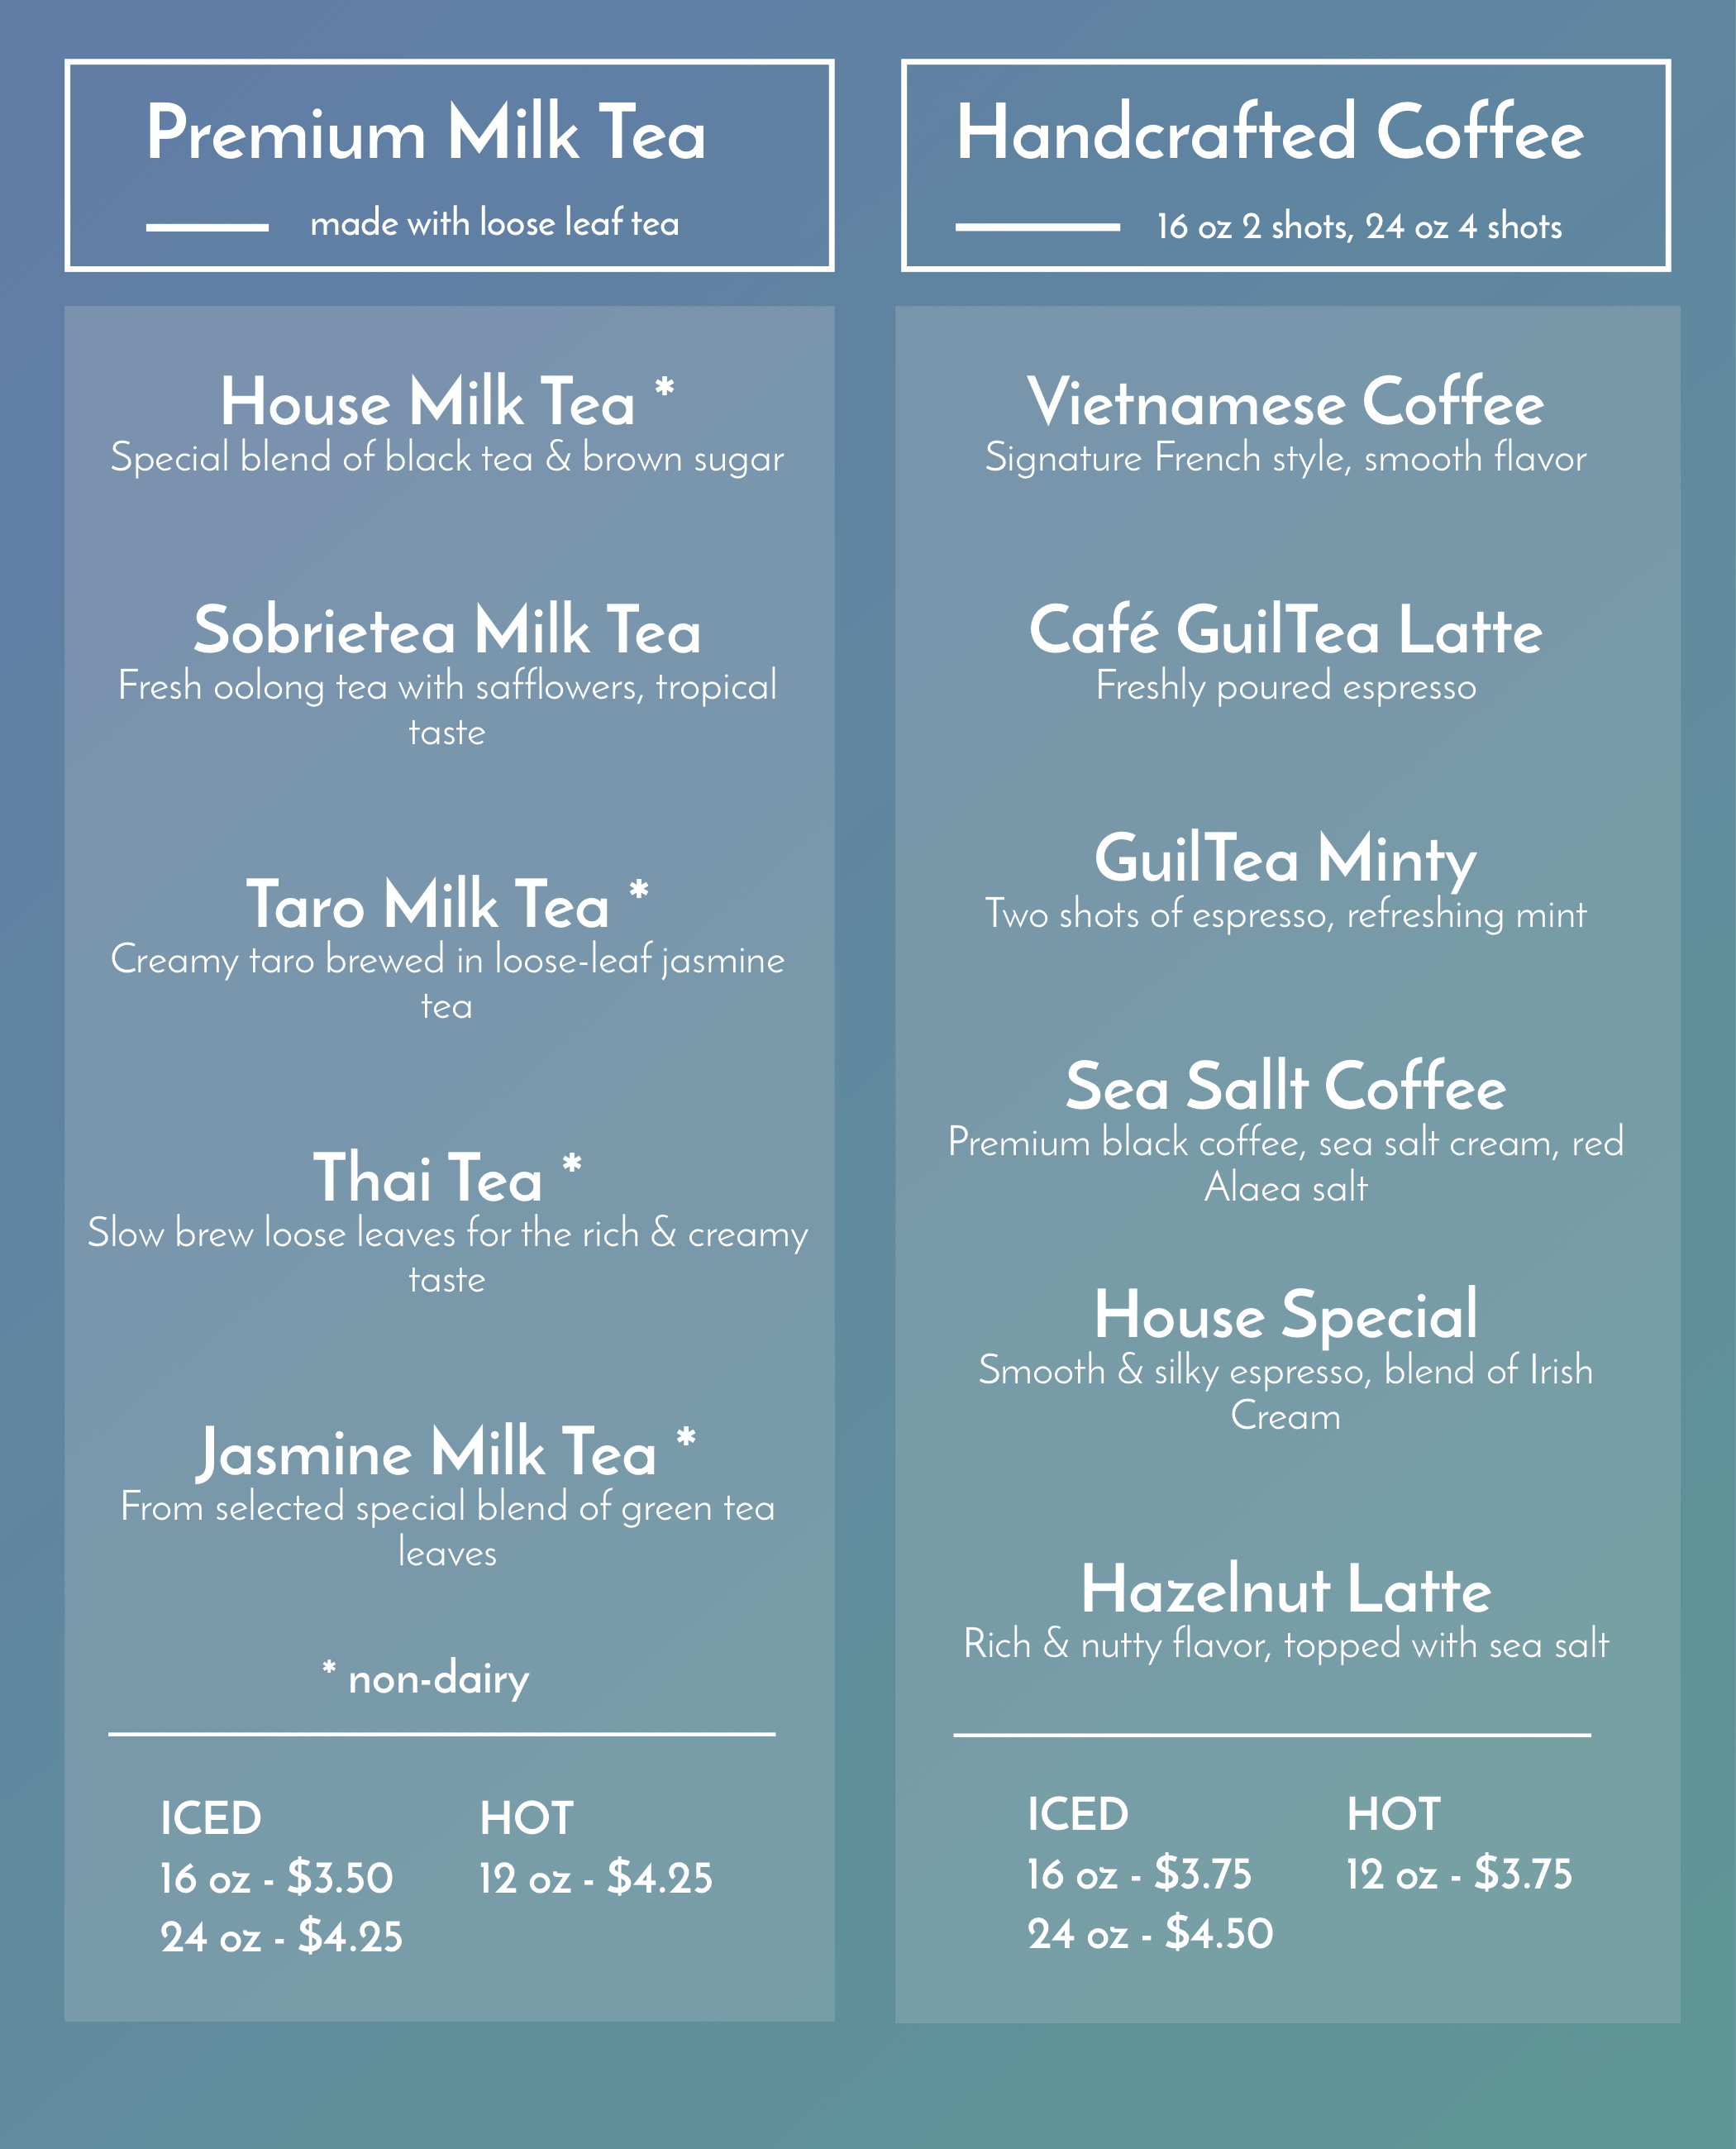 Premium Milk Tea
made with loose leaf tea
House Milk Tea *
Special blend of black tea & brown sugar
Sobrietea Milk Tea
Fresh oolong tea with safflowers, tropical
taste
Taro Milk Tea *
Creamy taro brewed in loose-leaf jasmine
tea
Thai Tea *
Slow brew loose leaves for the rich & creamy
taste
Jasmine Milk Tea *
From selected special blend of green tea
leaves
* non-dairy
ICED HOT
16 oz - $3.50 12 oz - $4.25
24 oz - $4.25
Handcrafted Coffee
16 oz 2 shots, 24 oz 4 shots
Vietnamese Coffee
Signature French style, smooth flavor
Café GuilTea Latte
Freshly poured espresso
GuilTea Minty
Two shots of espresso, refreshing mint
Sea Sallt Coffee
Premium black coffee, sea salt cream, red
Alaea salt
House Special
Smooth & silky espresso, blend of Irish
Cream
Hazelnut Latte
Rich & nutty flavor, topped with sea salt
ICED HOT
16 oz - $3.75 12 oz - $3.75
24 oz - $4.50